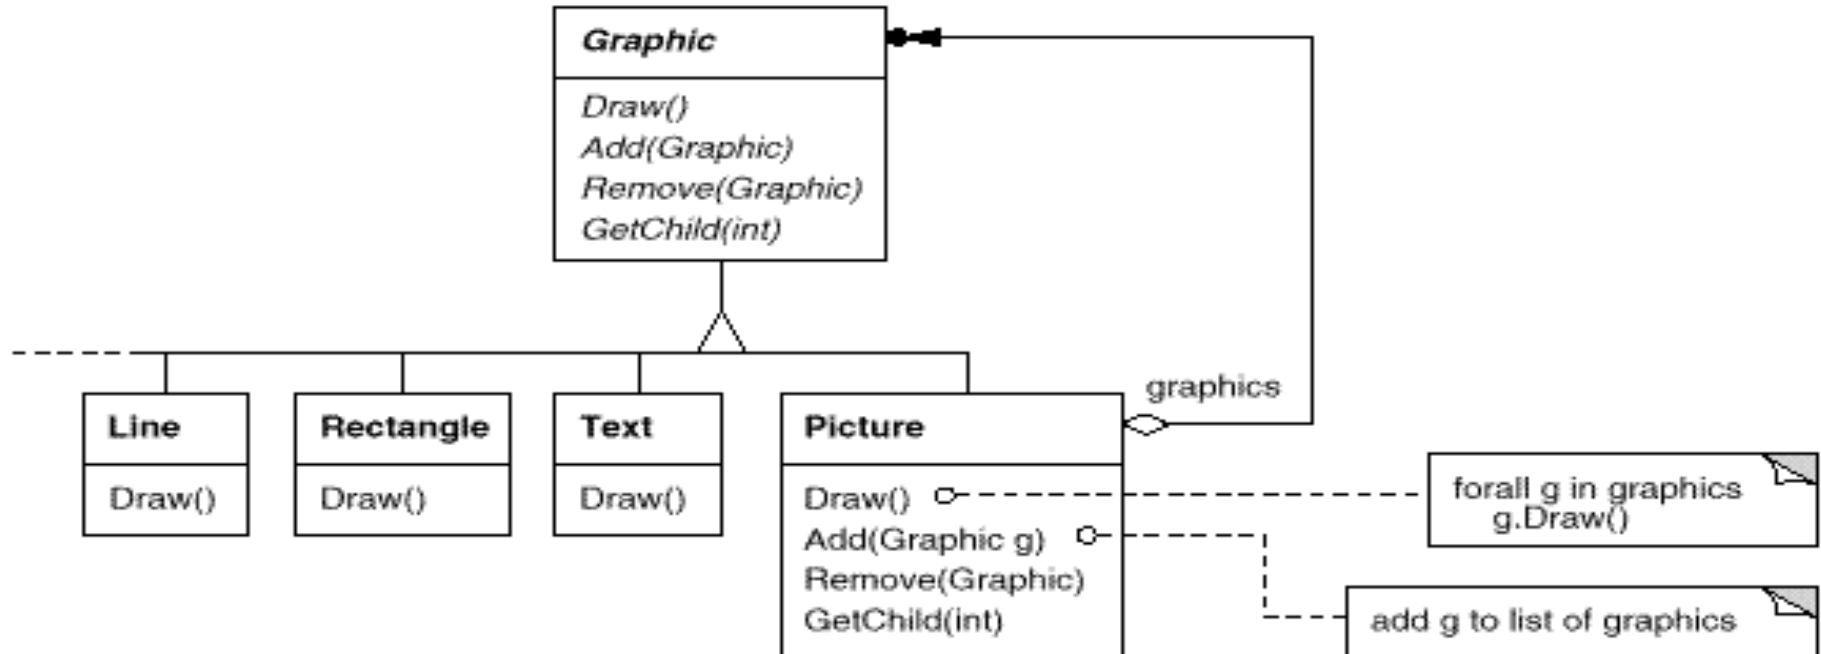 Graphic
Draw()
Add(Graphic)
Remove(Graphic)
GetChild(int)
graphics
Line
Draw()
Rectangle
Draw()
Text
Draw()
Picture
Draw()
Add(Graphic g)
Remove(Graphic)
GetChild(int)
forall g in graphics
g.Draw()
add g to list of graphics